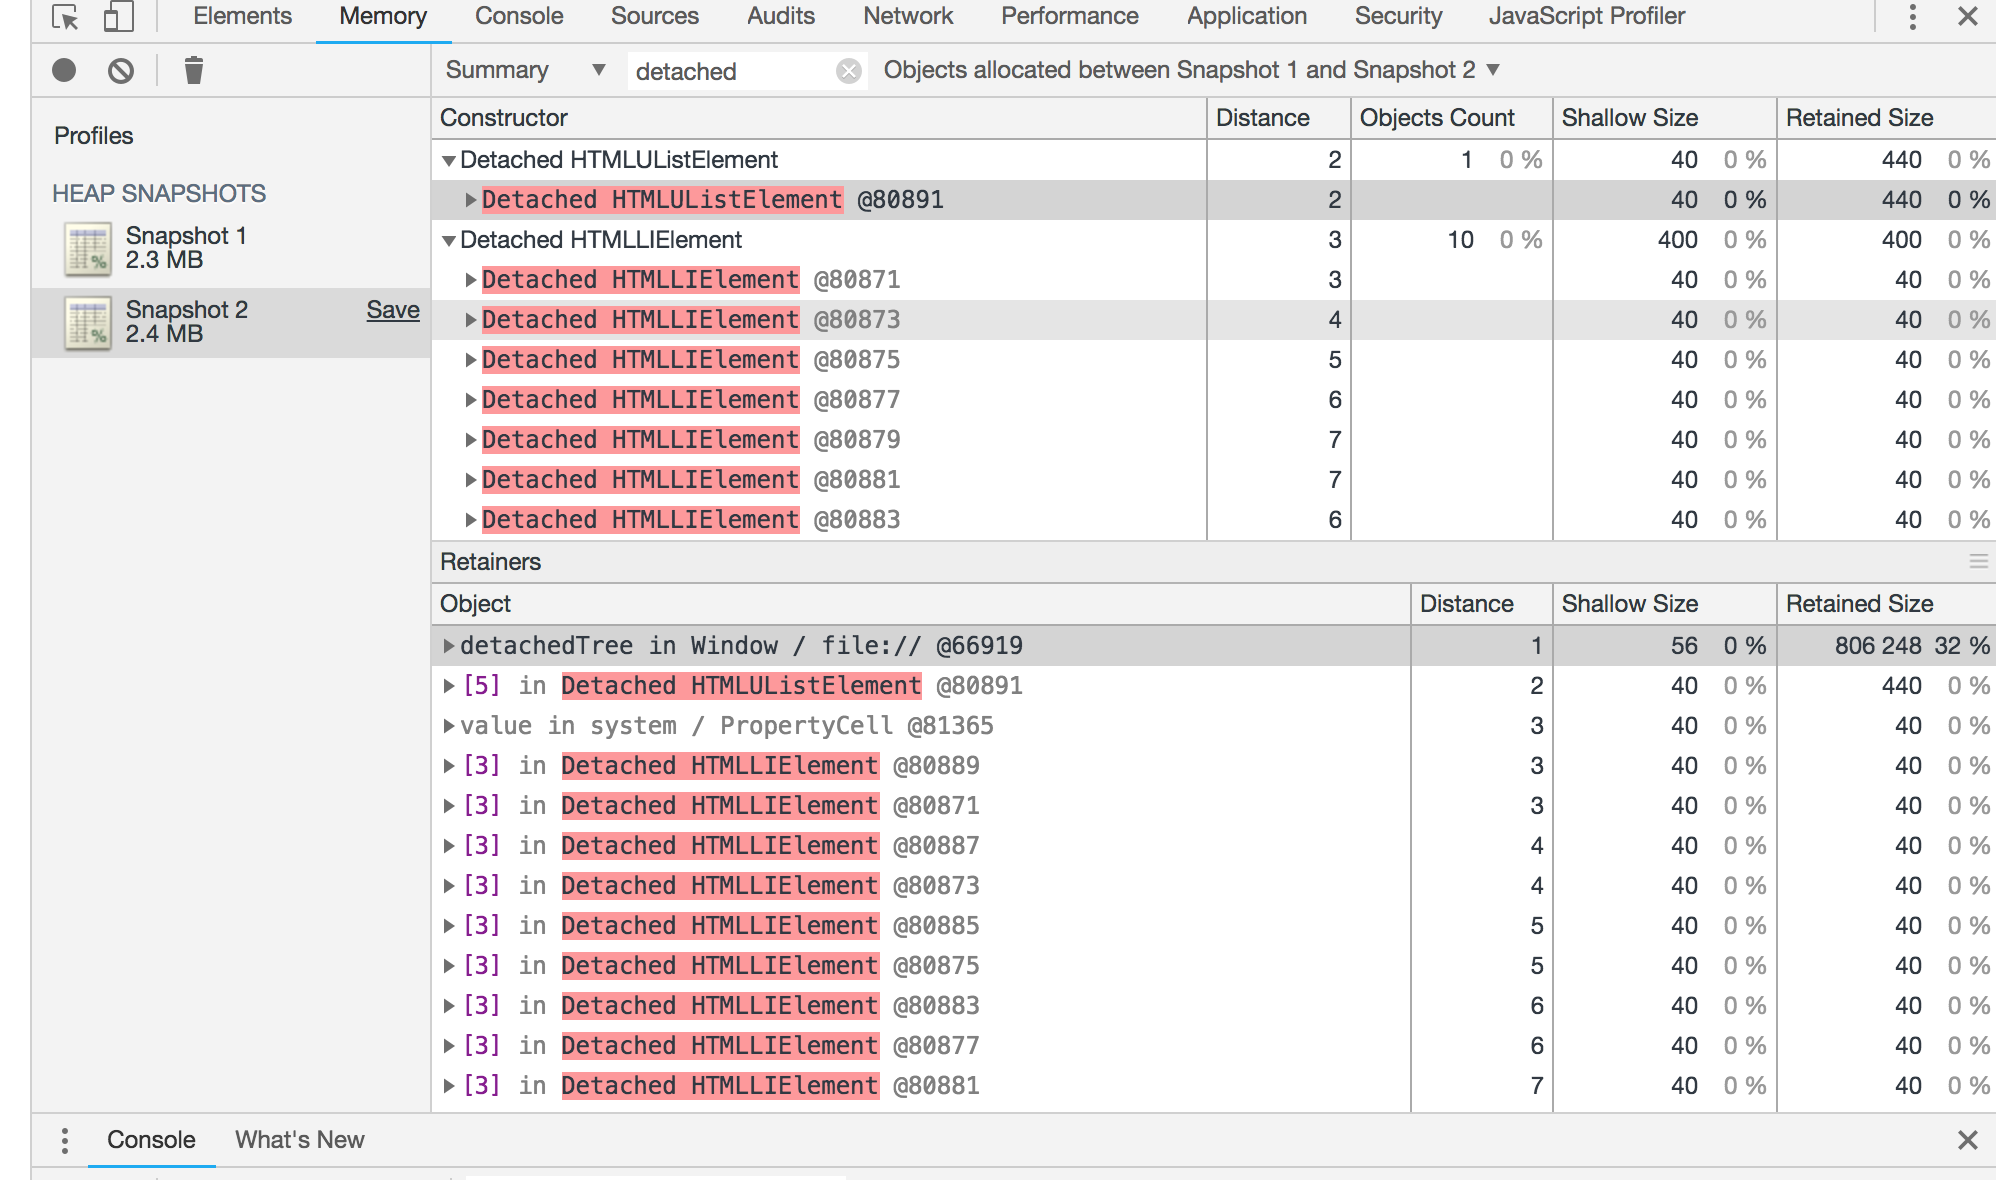 Elements Memory Console Sources Audits Network Performance Application Security JavaScript Profiler
Summary detached Objects allocated between Snapshot 1 and Snapshot 2
Profiles
HEAP SNAPSHOTS
Snapshot 1
2.3 MB
Snapshot 2 Save
2.4 MB
Constructor Distance Objects Count Shallow Size Retained Size
Detached HTMLUListElement 2 1 0 % 40 0 % 440 0 %
Detached HTMLUListElement @80891 2 40 0 % 440 0 %
Detached HTMLLIElement 3 10 0 % 400 0 % 400 0 %
Detached HTMLLIElement @80871 3 40 0 % 40 0 %
Detached HTMLLIElement @80873 4 40 0 % 40 0 %
Detached HTMLLIElement @80875 5 40 0 % 40 0 %
Detached HTMLLIElement @80877 6 40 0 % 40 0 %
Detached HTMLLIElement @80879 7 40 0 % 40 0 %
Detached HTMLLIElement @80881 7 40 0 % 40 0 %
Detached HTMLLIElement @80883 6 40 0 % 40 0 %
Retainers
Object Distance Shallow Size Retained Size
detachedTree in Window / file:// @66919 1 56 0 % 806 248 32 %
[5] in Detached HTMLUListElement @80891 2 40 0 % 440 0 %
value in system / PropertyCell @81365 3 40 0 % 40 0 %
[3] in Detached HTMLLIElement @80889 3 40 0 % 40 0 %
[3] in Detached HTMLLIElement @80871 3 40 0 % 40 0 %
[3] in Detached HTMLLIElement @80887 4 40 0 % 40 0 %
[3] in Detached HTMLLIElement @80873 4 40 0 % 40 0 %
[3] in Detached HTMLLIElement @80885 5 40 0 % 40 0 %
[3] in Detached HTMLLIElement @80875 5 40 0 % 40 0 %
[3] in Detached HTMLLIElement @80883 6 40 0 % 40 0 %
[3] in Detached HTMLLIElement @80877 6 40 0 % 40 0 %
[3] in Detached HTMLLIElement @80881 7 40 0 % 40 0 %
Console What's New